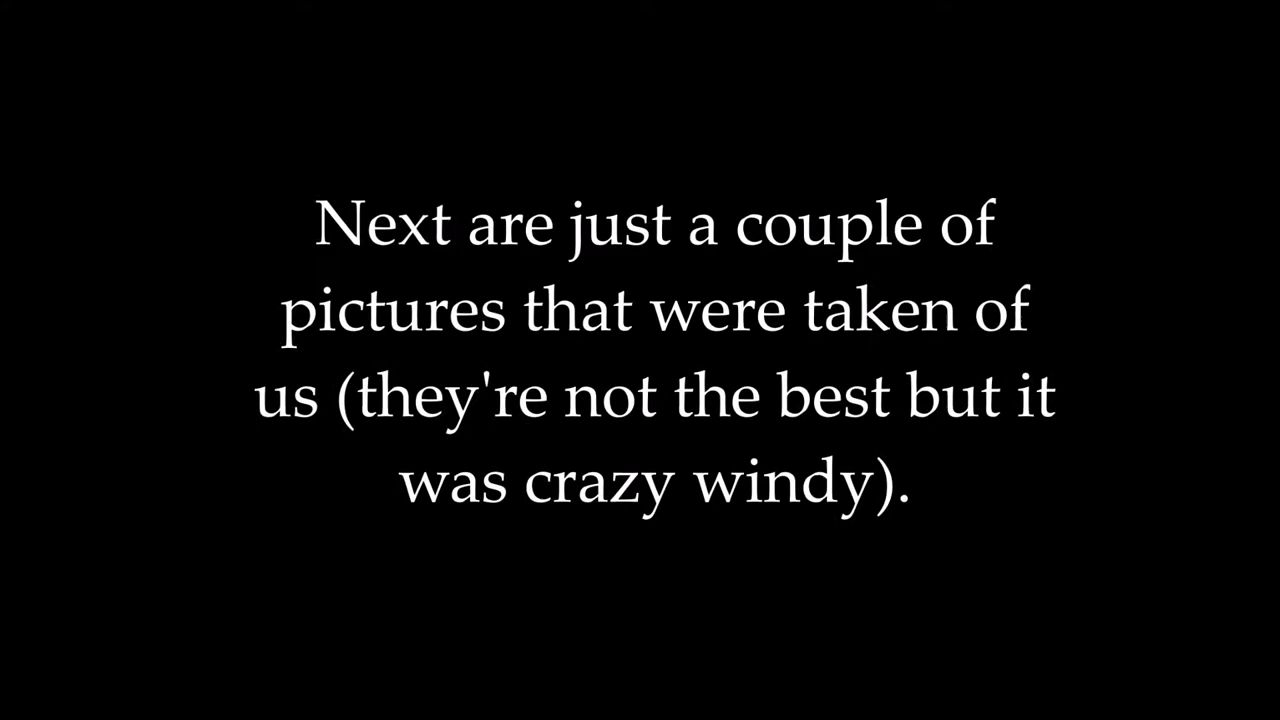 Next are just a couple of
pictures that were taken of
us (they're not the best but it
was crazy windy).